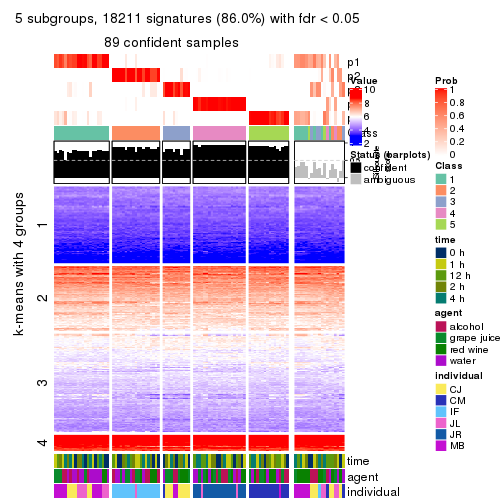 5 subgroups, 18211 signatures (86.0%) with fdr < 0.05
89 confident samples
p1
p2
k-means with 4 groups
1
2
3
4
time
agent
individual
Value
10
8
6
4
2
Status (barplots)
confident
ambiguous
Prob
1
0.8
0.6
0.4
0.2
0
Class
1
2
3
4
5
time
0 h
1 h
12 h
2 h
4 h
agent
alcohol
grape juice
red wine
water
individual
CJ
CM
IF
JL
JR
MB